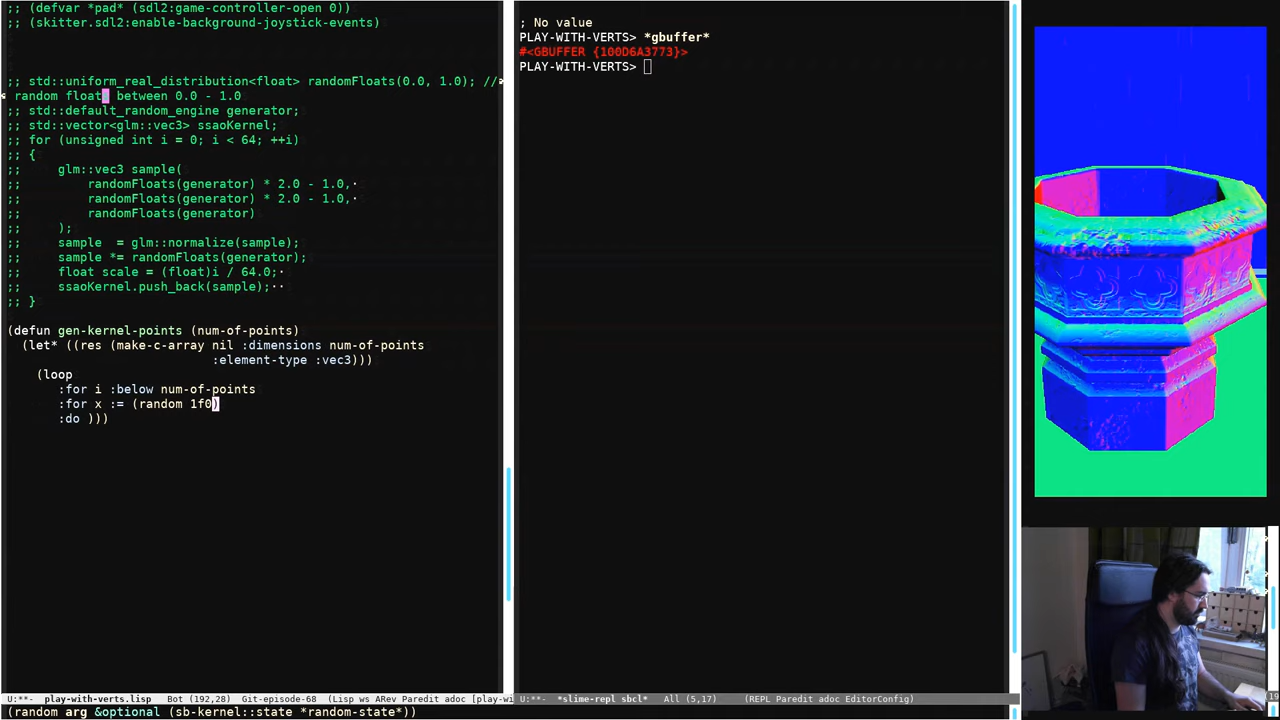 ;; (defvar *pad* (sdl2:game-controller-open 0))
;; (skitter.sdl2:enable-background-joystick-events)
;; std::uniform_real_distribution<float> randomFloats(0.0, 1.0); //
random floats between 0.0 - 1.0
;; std::default_random_engine generator;
;; std::vector<glm::vec3> ssaoKernel;
;; for (unsigned int i = 0; i < 64; ++i)
;; {
;;     glm::vec3 sample(
;;         randomFloats(generator) * 2.0 - 1.0,·
;;         randomFloats(generator) * 2.0 - 1.0,·
;;         randomFloats(generator)
;;     );
;;     sample  = glm::normalize(sample);
;;     sample *= randomFloats(generator);
;;     float scale = (float)i / 64.0;·
;;     ssaoKernel.push_back(sample);··
;; }
(defun gen-kernel-points (num-of-points)
  (let* ((res (make-c-array nil :dimensions num-of-points
                            :element-type :vec3)))
    (loop
       :for i :below num-of-points
       :for x := (random 1f0)
       :do )))
U:**-  play-with-verts.lisp   Bot (192,28)   Git-episode-68  (Lisp ws ARev Paredit adoc [play-wi
(random arg &optional (sb-kernel::state *random-state*))
; No value
PLAY-WITH-VERTS> *gbuffer*
#<GBUFFER {100D6A3773}>
PLAY-WITH-VERTS>
U:**-  *slime-repl sbcl*   All (5,17)     (REPL Paredit adoc EditorConfig)